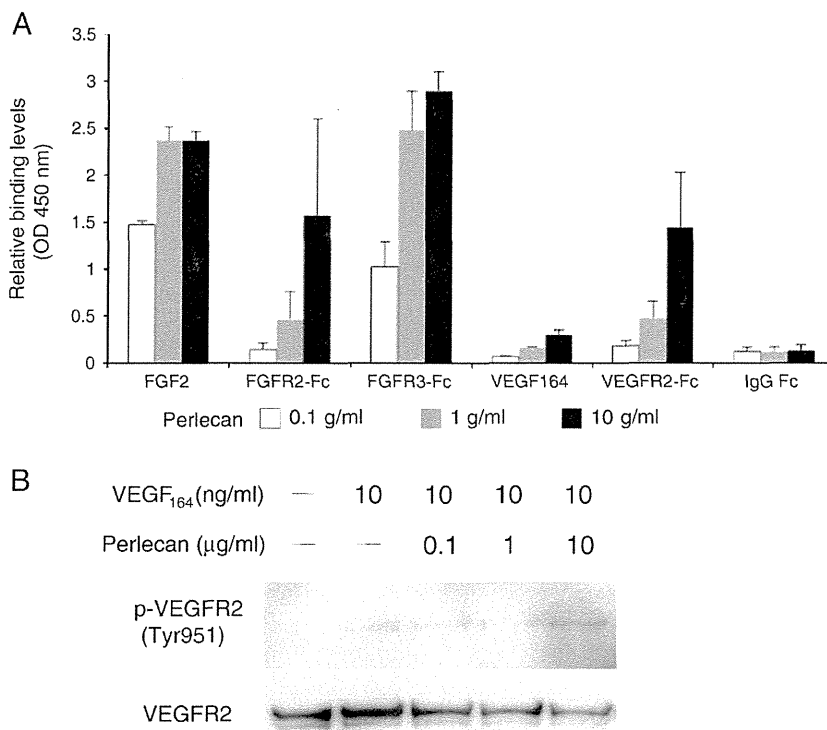 A
3.5
3
2.5
2
1.5
1
0.5
0
Relative binding levels
(OD 450 nm)
FGF2 FGFR2-Fc FGFR3-Fc VEGF164 VEGFR2-Fc IgG Fc
Perlecan 0.1 g/ml 1 g/ml 10 g/ml
B
VEGF164(ng/ml) — 10 10 10 10
Perlecan (μg/ml) — — 0.1 1 10
p-VEGFR2
(Tyr951)
VEGFR2